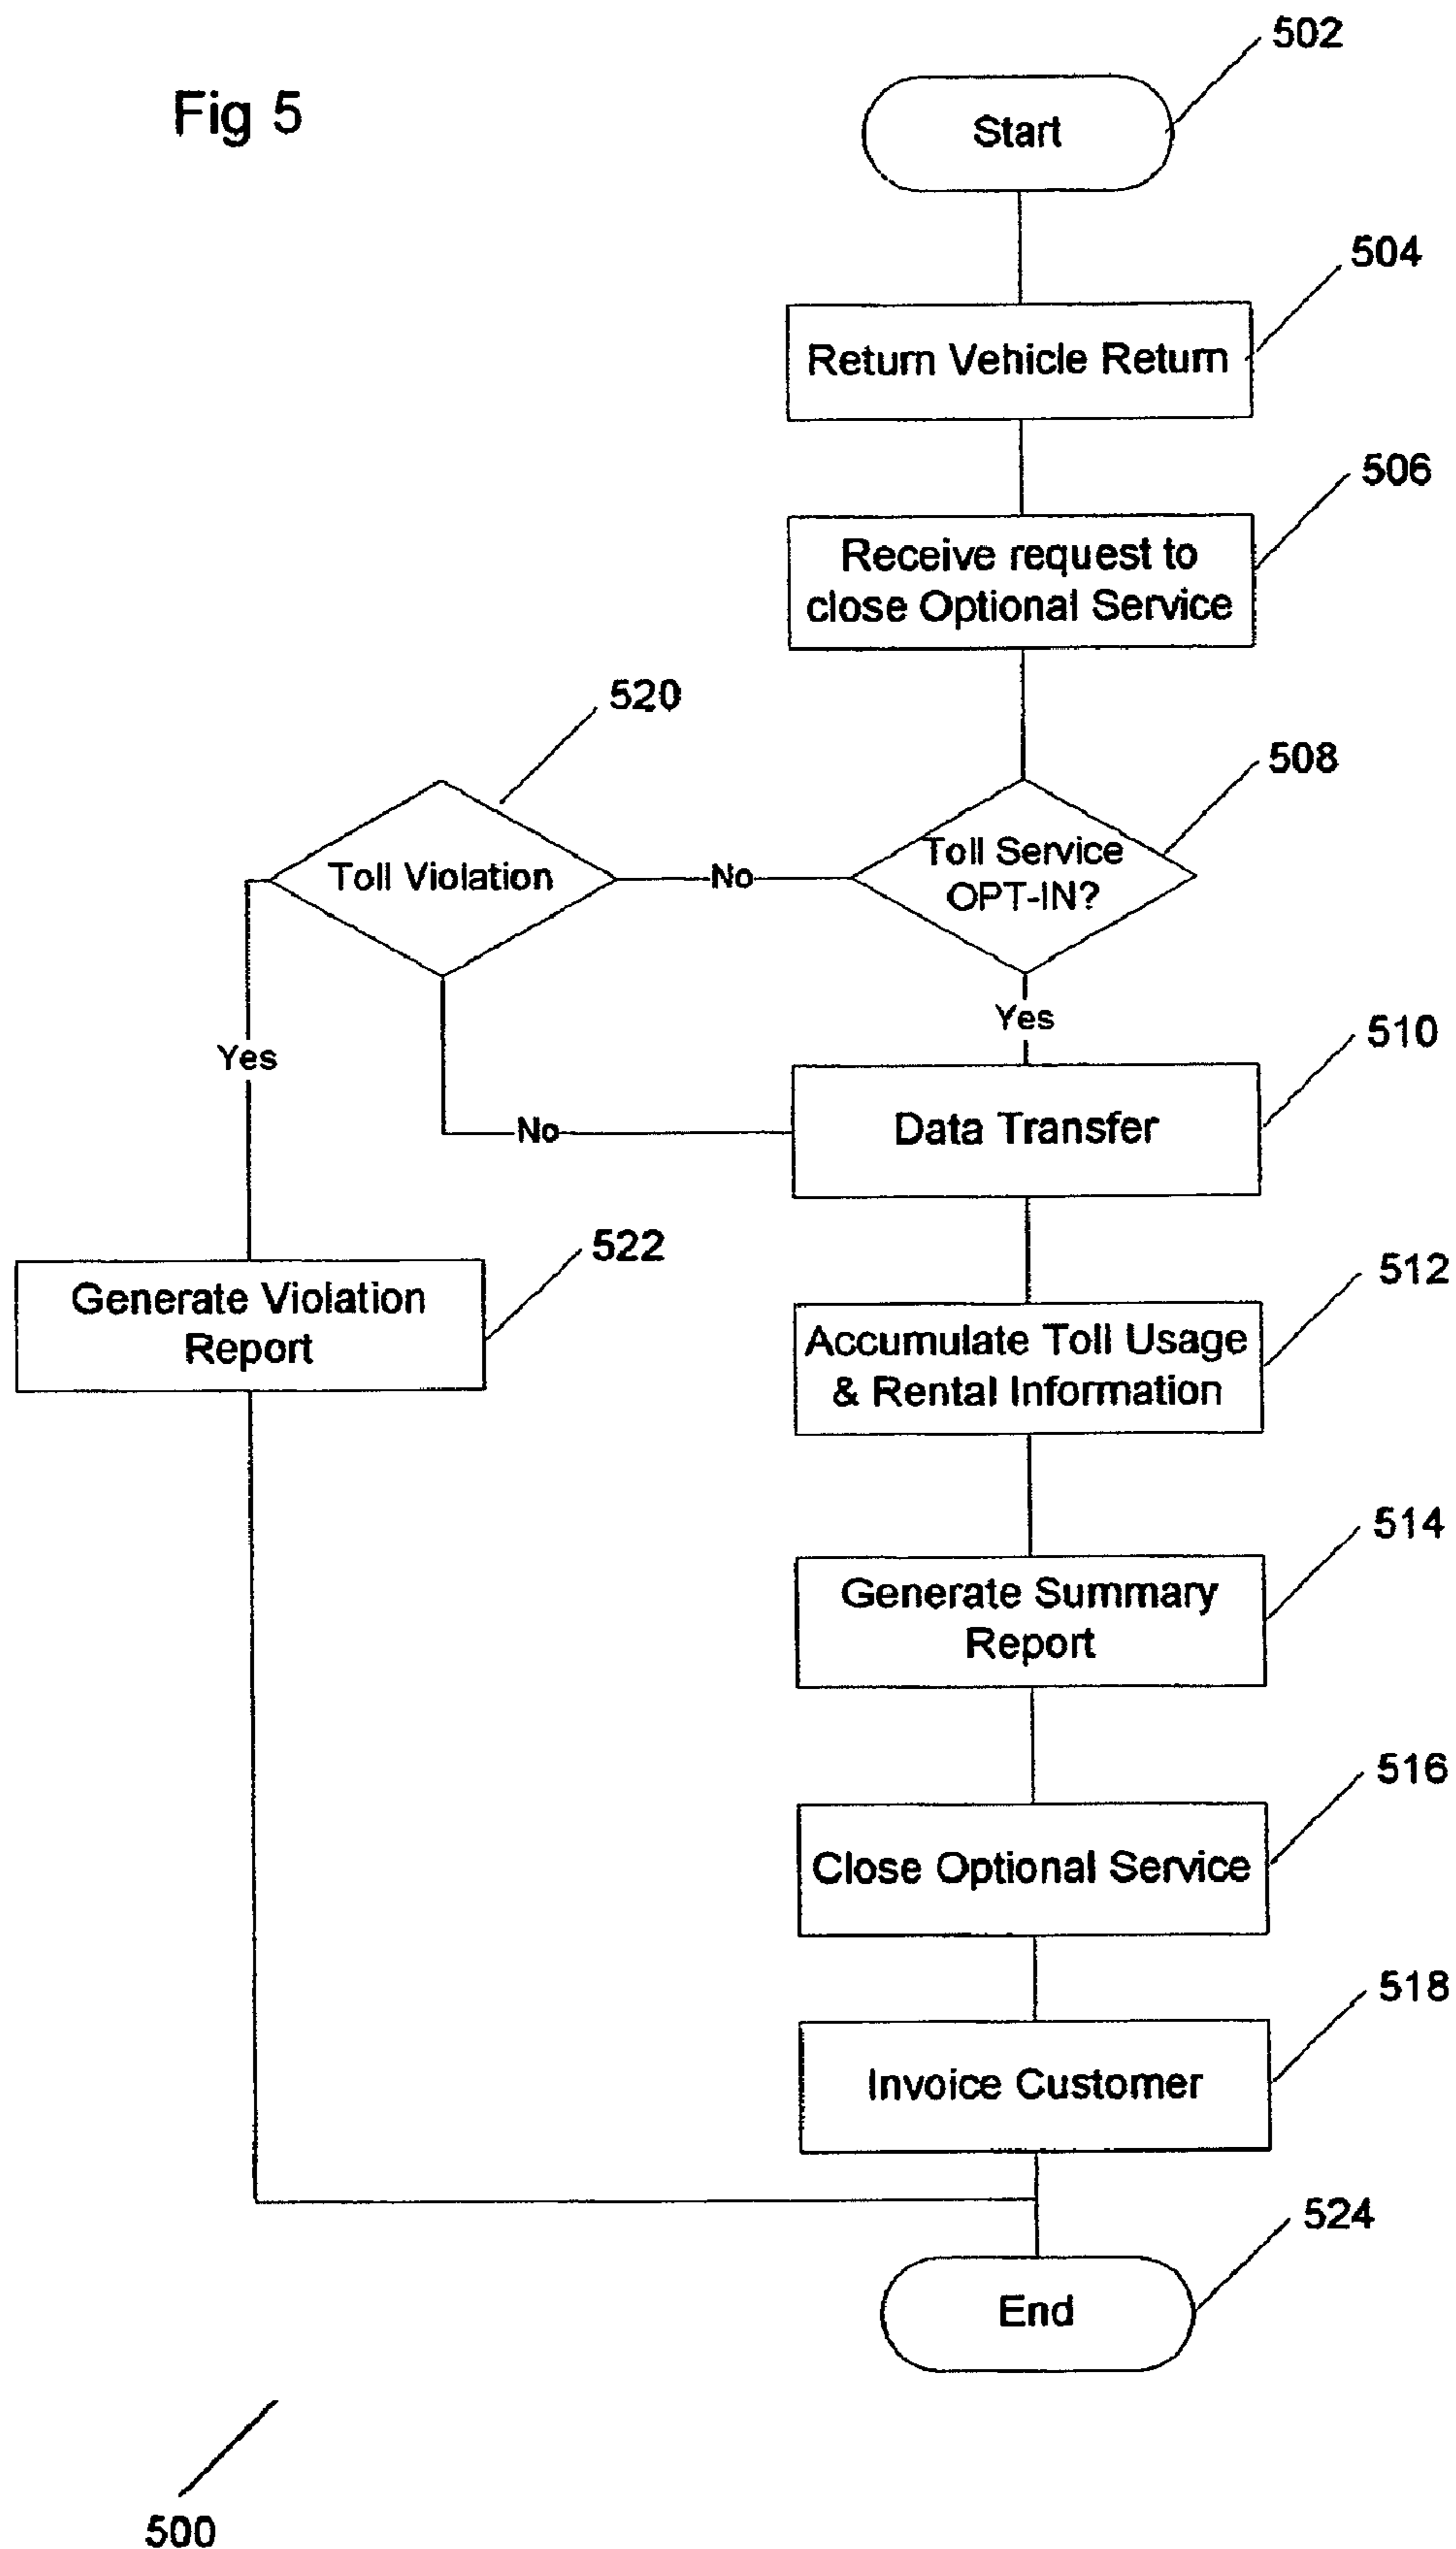 Fig 5
502
Start
504
Return Vehicle Return
506
Receive request to
close Optional Service
520
508
Toll Violation
No
Toll Service
OPT-IN?
Yes
Yes
510
No
Data Transfer
522
Generate Violation
Report
512
Accumulate Toll Usage
& Rental Information
514
Generate Summary
Report
516
Close Optional Service
518
Invoice Customer
524
End
500